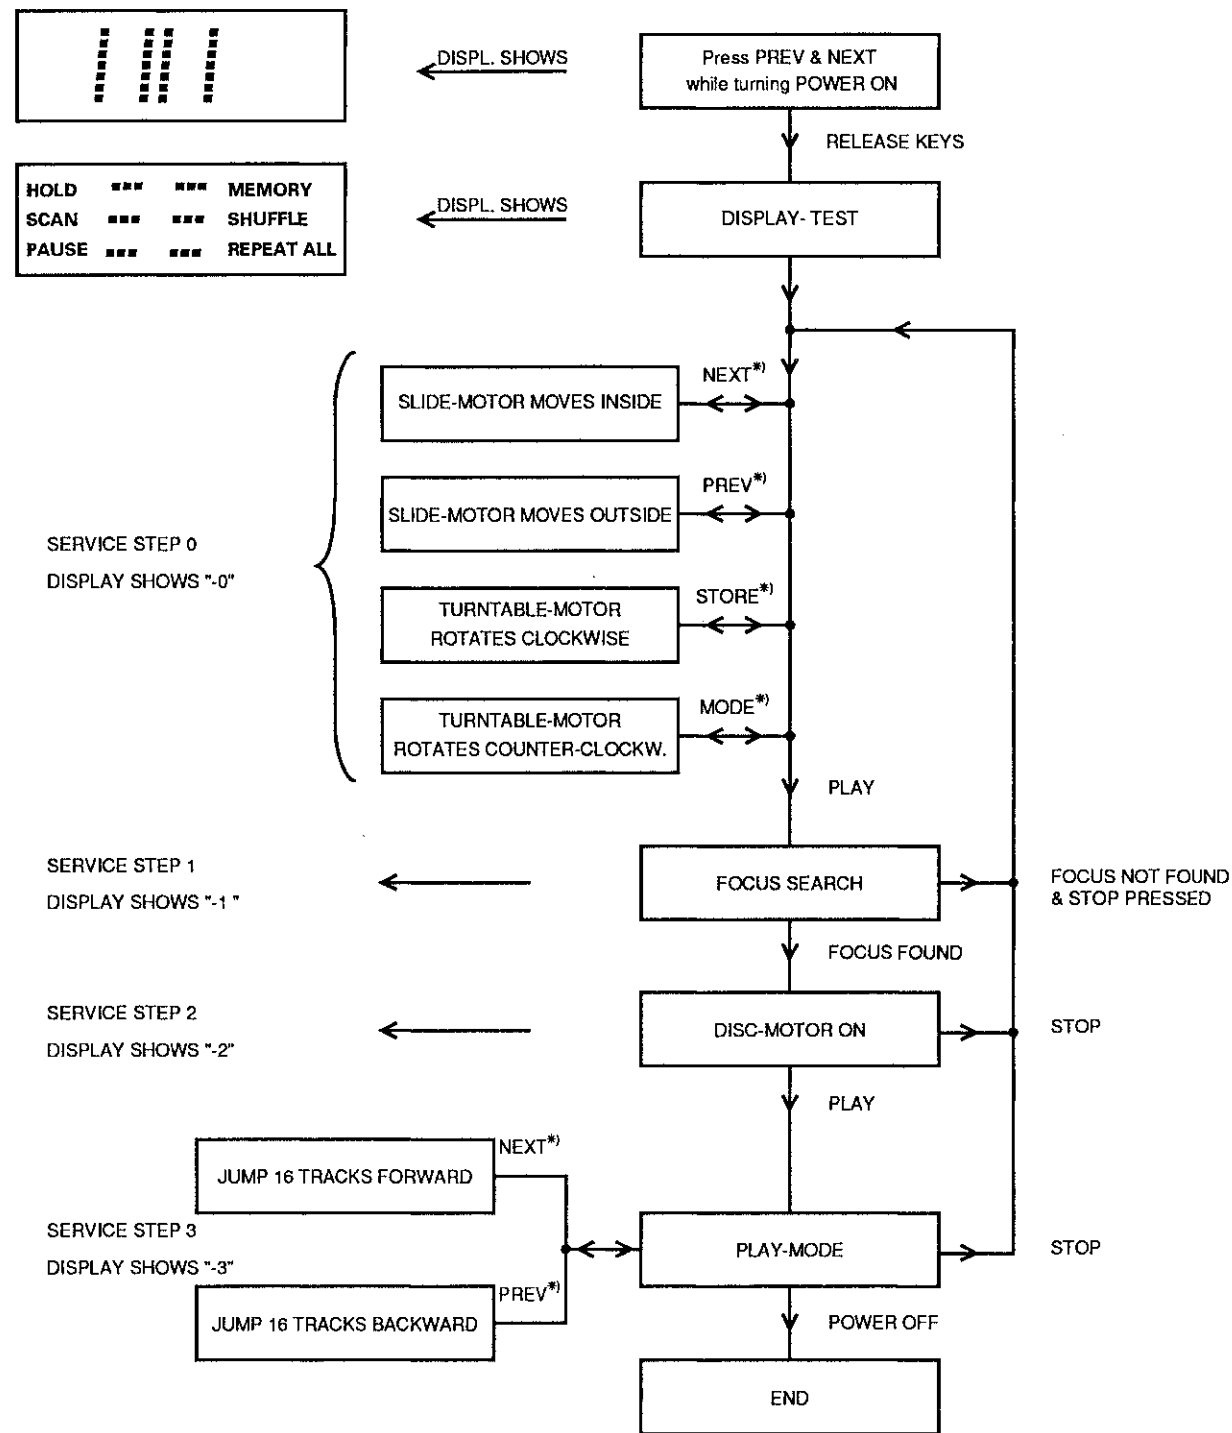 DISPL. SHOWS
Press PREV & NEXT
while turning POWER ON
RELEASE KEYS
HOLD MEMORY
SCAN SHUFFLE
PAUSE REPEAT ALL
DISPL. SHOWS
DISPLAY- TEST
NEXT*)
SLIDE-MOTOR MOVES INSIDE
PREV*)
SLIDE-MOTOR MOVES OUTSIDE
SERVICE STEP 0
DISPLAY SHOWS "-0"
STORE*)
TURNTABLE-MOTOR
ROTATES CLOCKWISE
MODE*)
TURNTABLE-MOTOR
ROTATES COUNTER-CLOCKW.
PLAY
SERVICE STEP 1
DISPLAY SHOWS "-1 "
FOCUS SEARCH
FOCUS NOT FOUND
& STOP PRESSED
FOCUS FOUND
SERVICE STEP 2
DISPLAY SHOWS "-2"
DISC-MOTOR ON
STOP
PLAY
NEXT*)
JUMP 16 TRACKS FORWARD
SERVICE STEP 3
DISPLAY SHOWS "-3"
PLAY-MODE
STOP
PREV*)
JUMP 16 TRACKS BACKWARD
POWER OFF
END